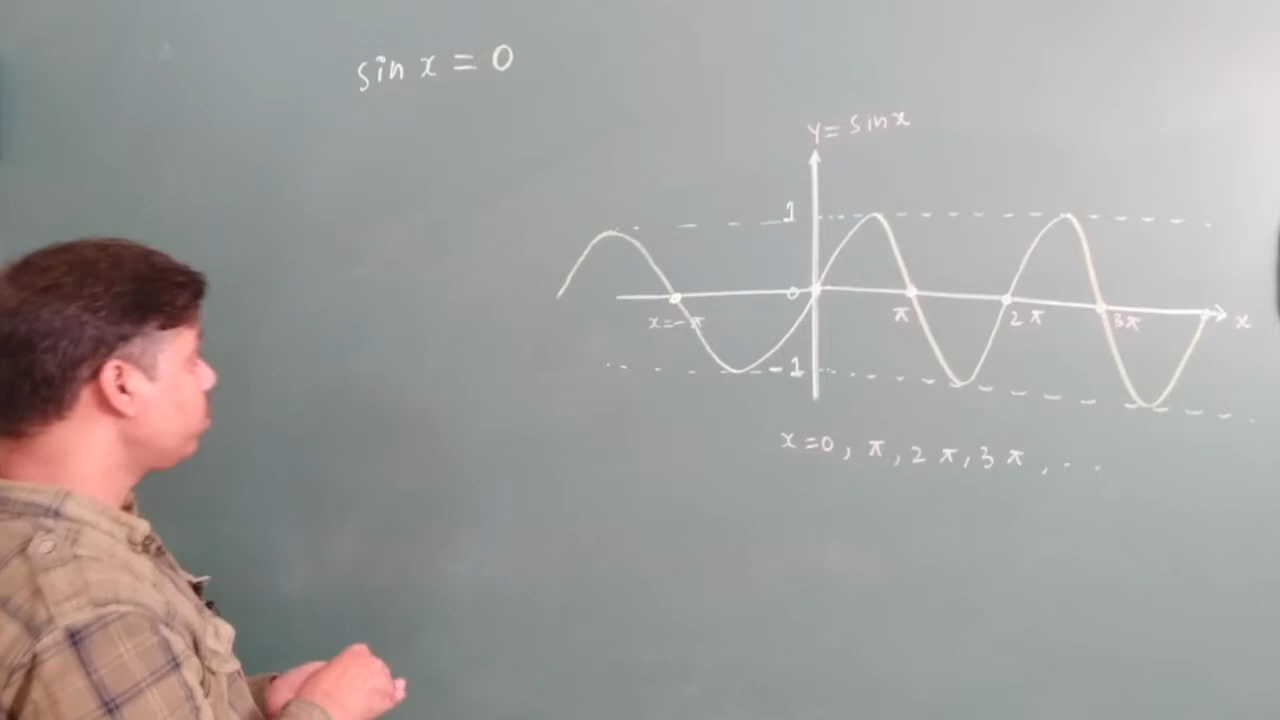 sin x = 0
y = sin x
1
0
x = -π π 2π 3π x
-1
x = 0, π, 2π, 3π, ...